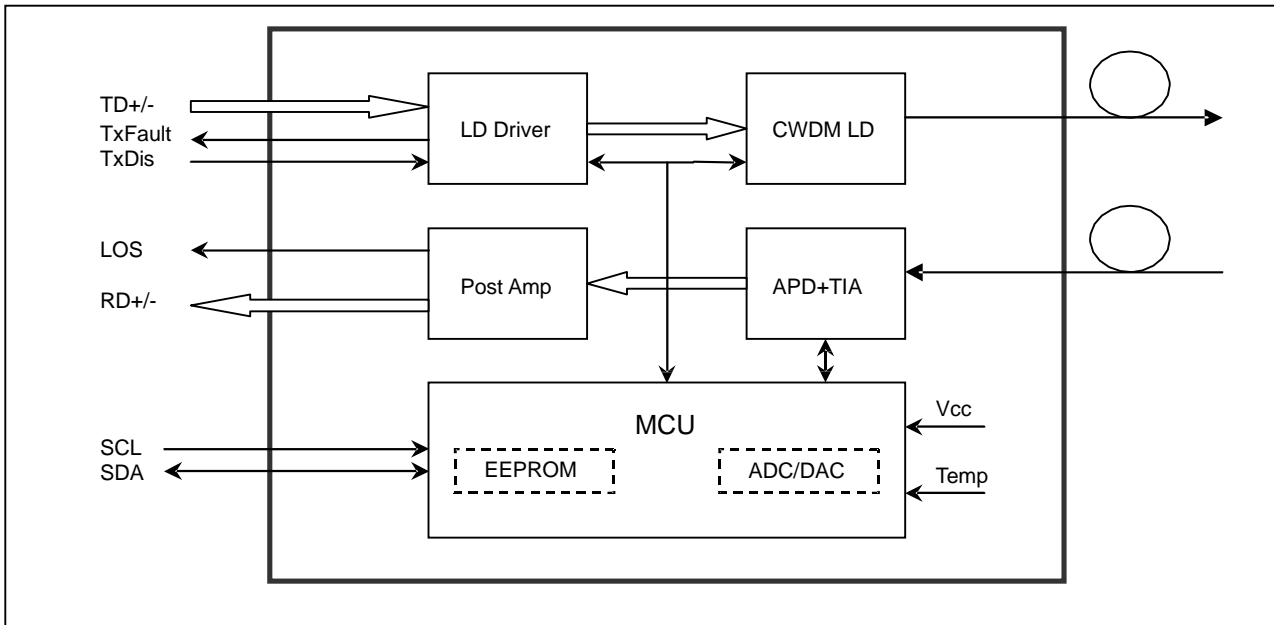 TD+/-
TxFault
TxDis
LD Driver
CWDM LD
LOS
RD+/-
Post Amp
APD+TIA
SCL
SDA
MCU
EEPROM
ADC/DAC
Vcc
Temp